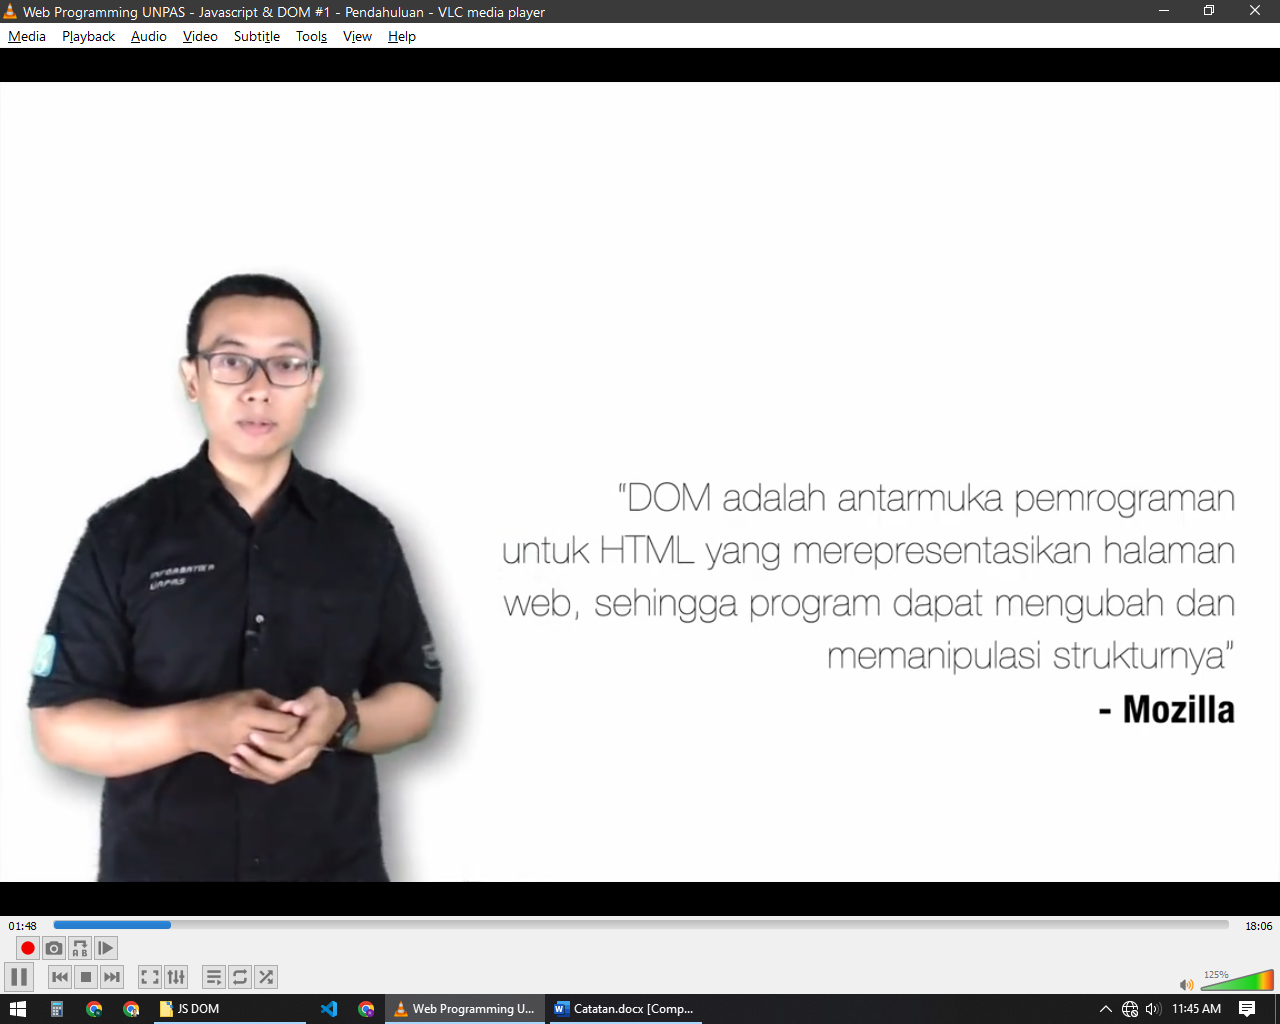 Web Programming UNPAS - Javascript & DOM #1 - Pendahuluan - VLC media player
Media Playback Audio Video Subtitle Tools View Help
"DOM adalah antarmuka pemrograman
untuk HTML yang merepresentasikan halaman
web, sehingga program dapat mengubah dan
memanipulasi strukturnya"
- Mozilla
INFORMATIKA
UNPAS
01:48
18:06
A B
125%
JS DOM
Web Programming U...
Catatan.docx [Comp...
11:45 AM